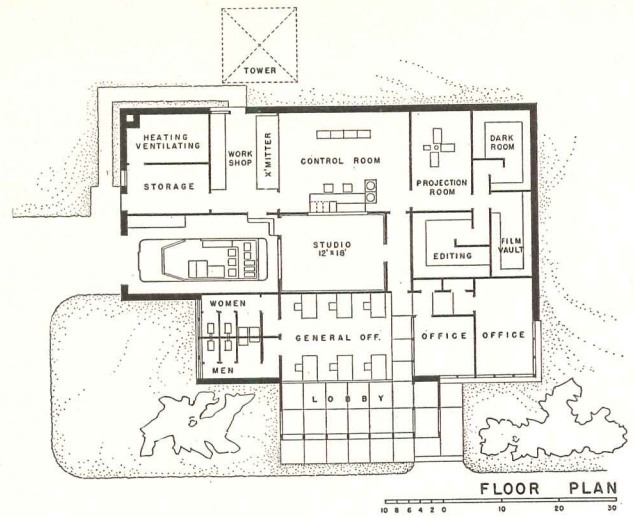 TOWER
HEATING
VENTILATING
WORK
SHOP
X'MITTER
CONTROL ROOM
PROJECTION
ROOM
DARK
ROOM
STORAGE
STUDIO
12' x 18'
EDITING
FILM
VAULT
WOMEN
MEN
GENERAL OFF.
OFFICE
OFFICE
LOBBY
FLOOR PLAN
10 8 6 4 2 0 10 20 30